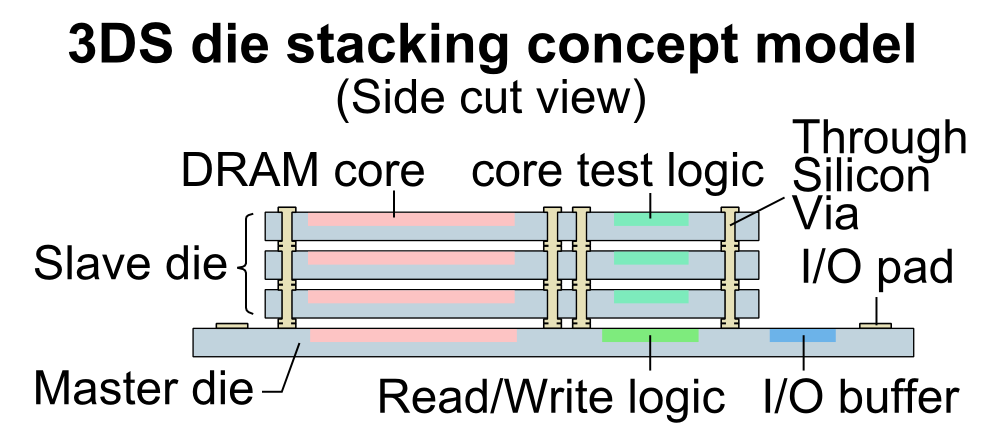 3DS die stacking concept model
(Side cut view)
Through
Silicon
Via
DRAM core
core test logic
Slave die
I/O pad
Master die
Read/Write logic
I/O buffer